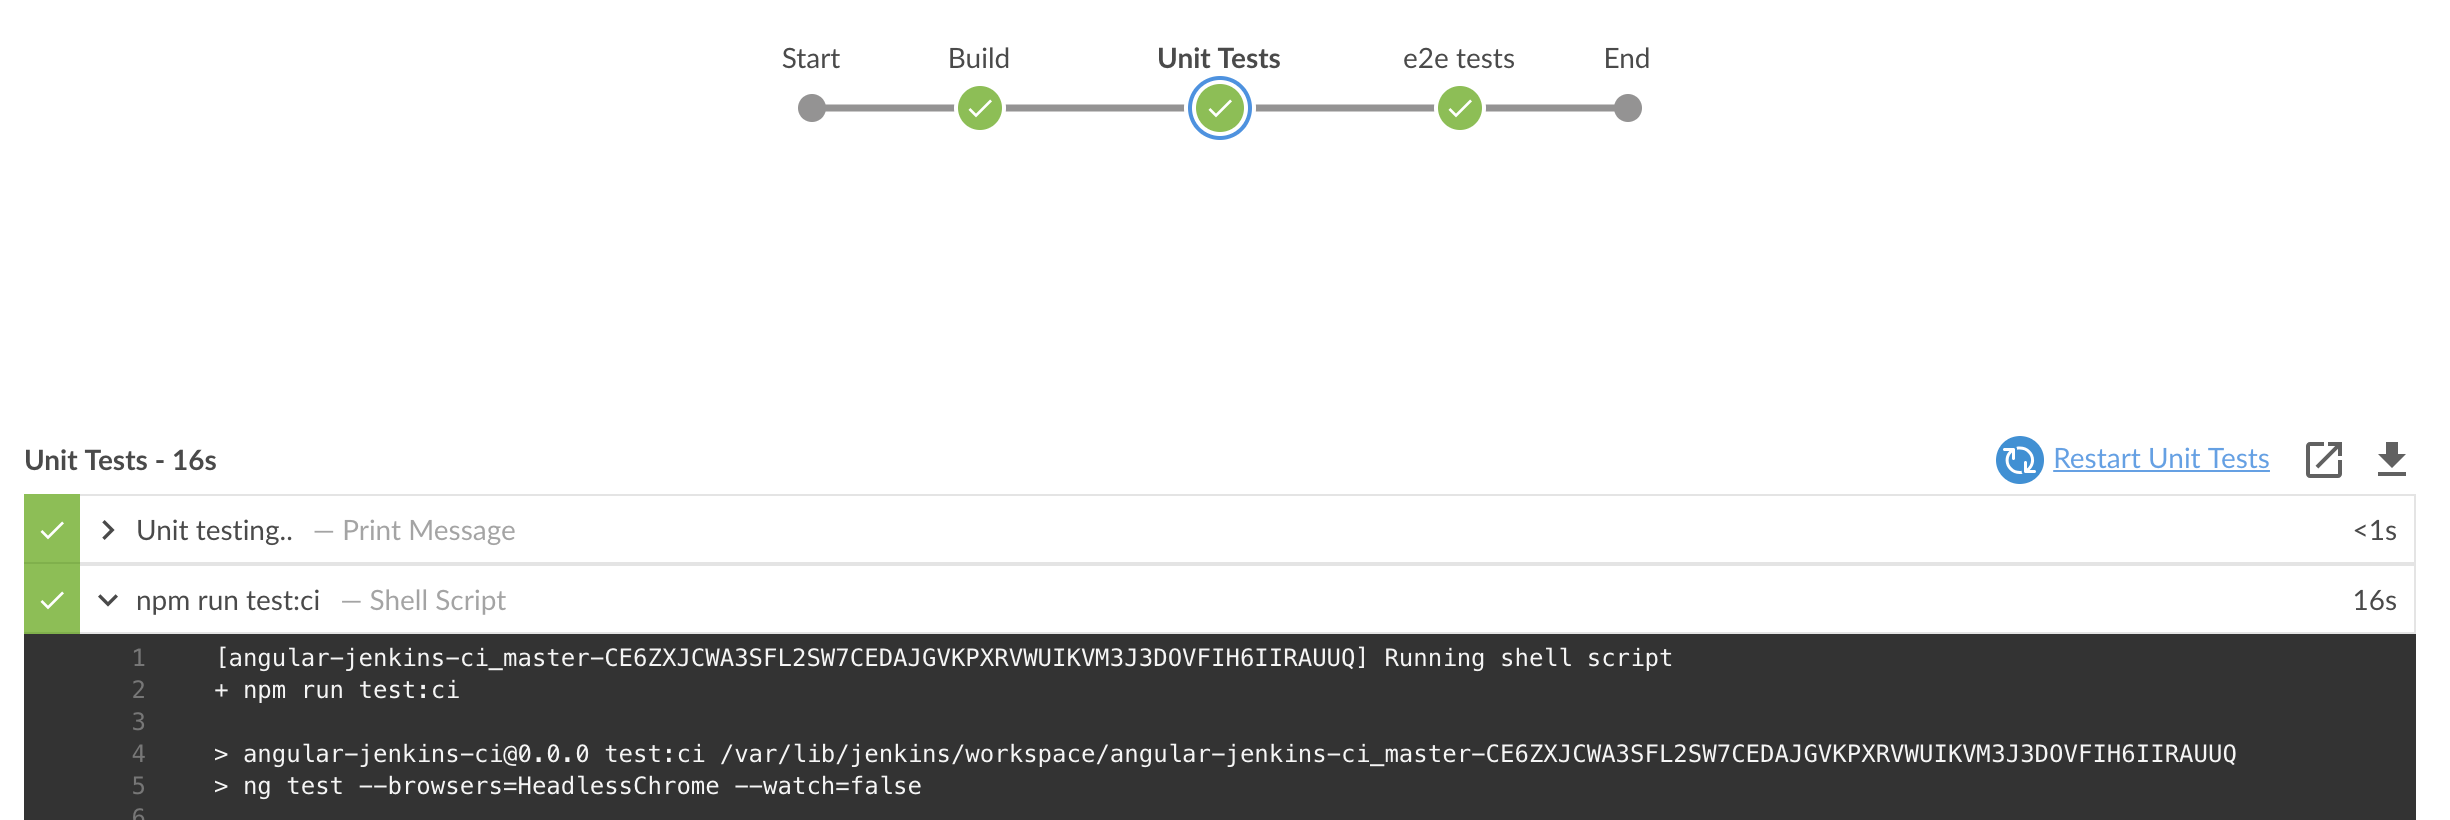 Start Build Unit Tests e2e tests End
Unit Tests - 16s Restart Unit Tests
Unit testing.. — Print Message <1s
npm run test:ci — Shell Script 16s
1 [angular-jenkins-ci_master-CE6ZXJCWA3SFL2SW7CEDAJGVKPXRVWUIKVM3J3DOVFIH6IIRAUUQ] Running shell script
2 + npm run test:ci
3
4 > angular-jenkins-ci@0.0.0 test:ci /var/lib/jenkins/workspace/angular-jenkins-ci_master-CE6ZXJCWA3SFL2SW7CEDAJGVKPXRVWUIKVM3J3DOVFIH6IIRAUUQ
5 > ng test --browsers=HeadlessChrome --watch=false
6